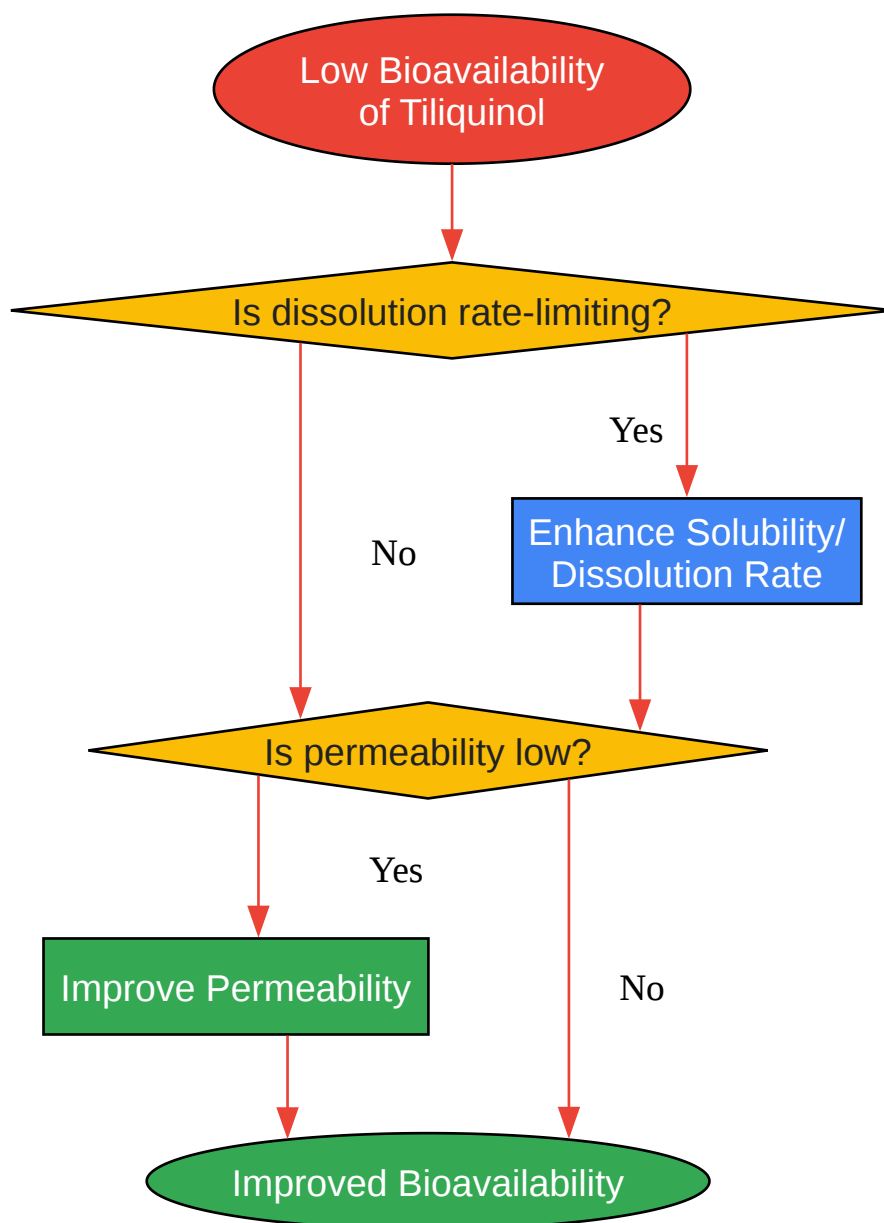 Low Bioavailability
of Tiliquinol
Is dissolution rate-limiting?
Yes
Enhance Solubility/
Dissolution Rate
No
Is permeability low?
Yes
Improve Permeability
No
Improved Bioavailability